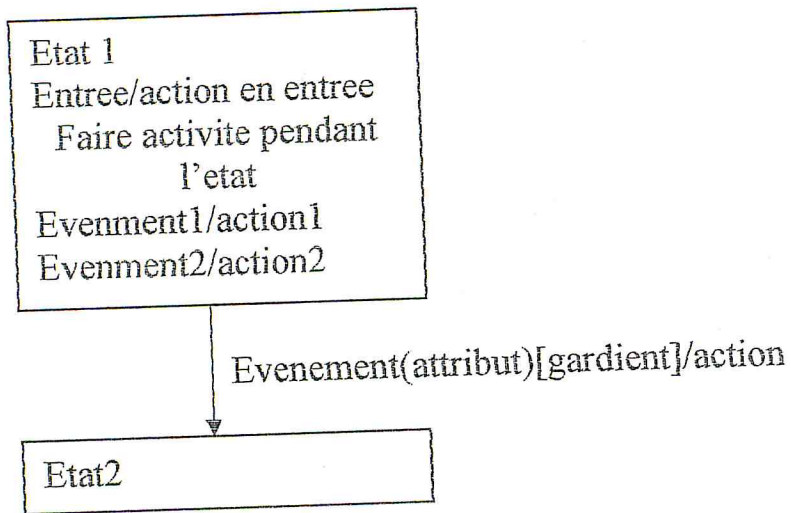 Etat 1
Entree/action en entree
Faire activite pendant
l'etat
Evenment1/action1
Evenment2/action2
Evenement(attribut)[gardient]/action
Etat2